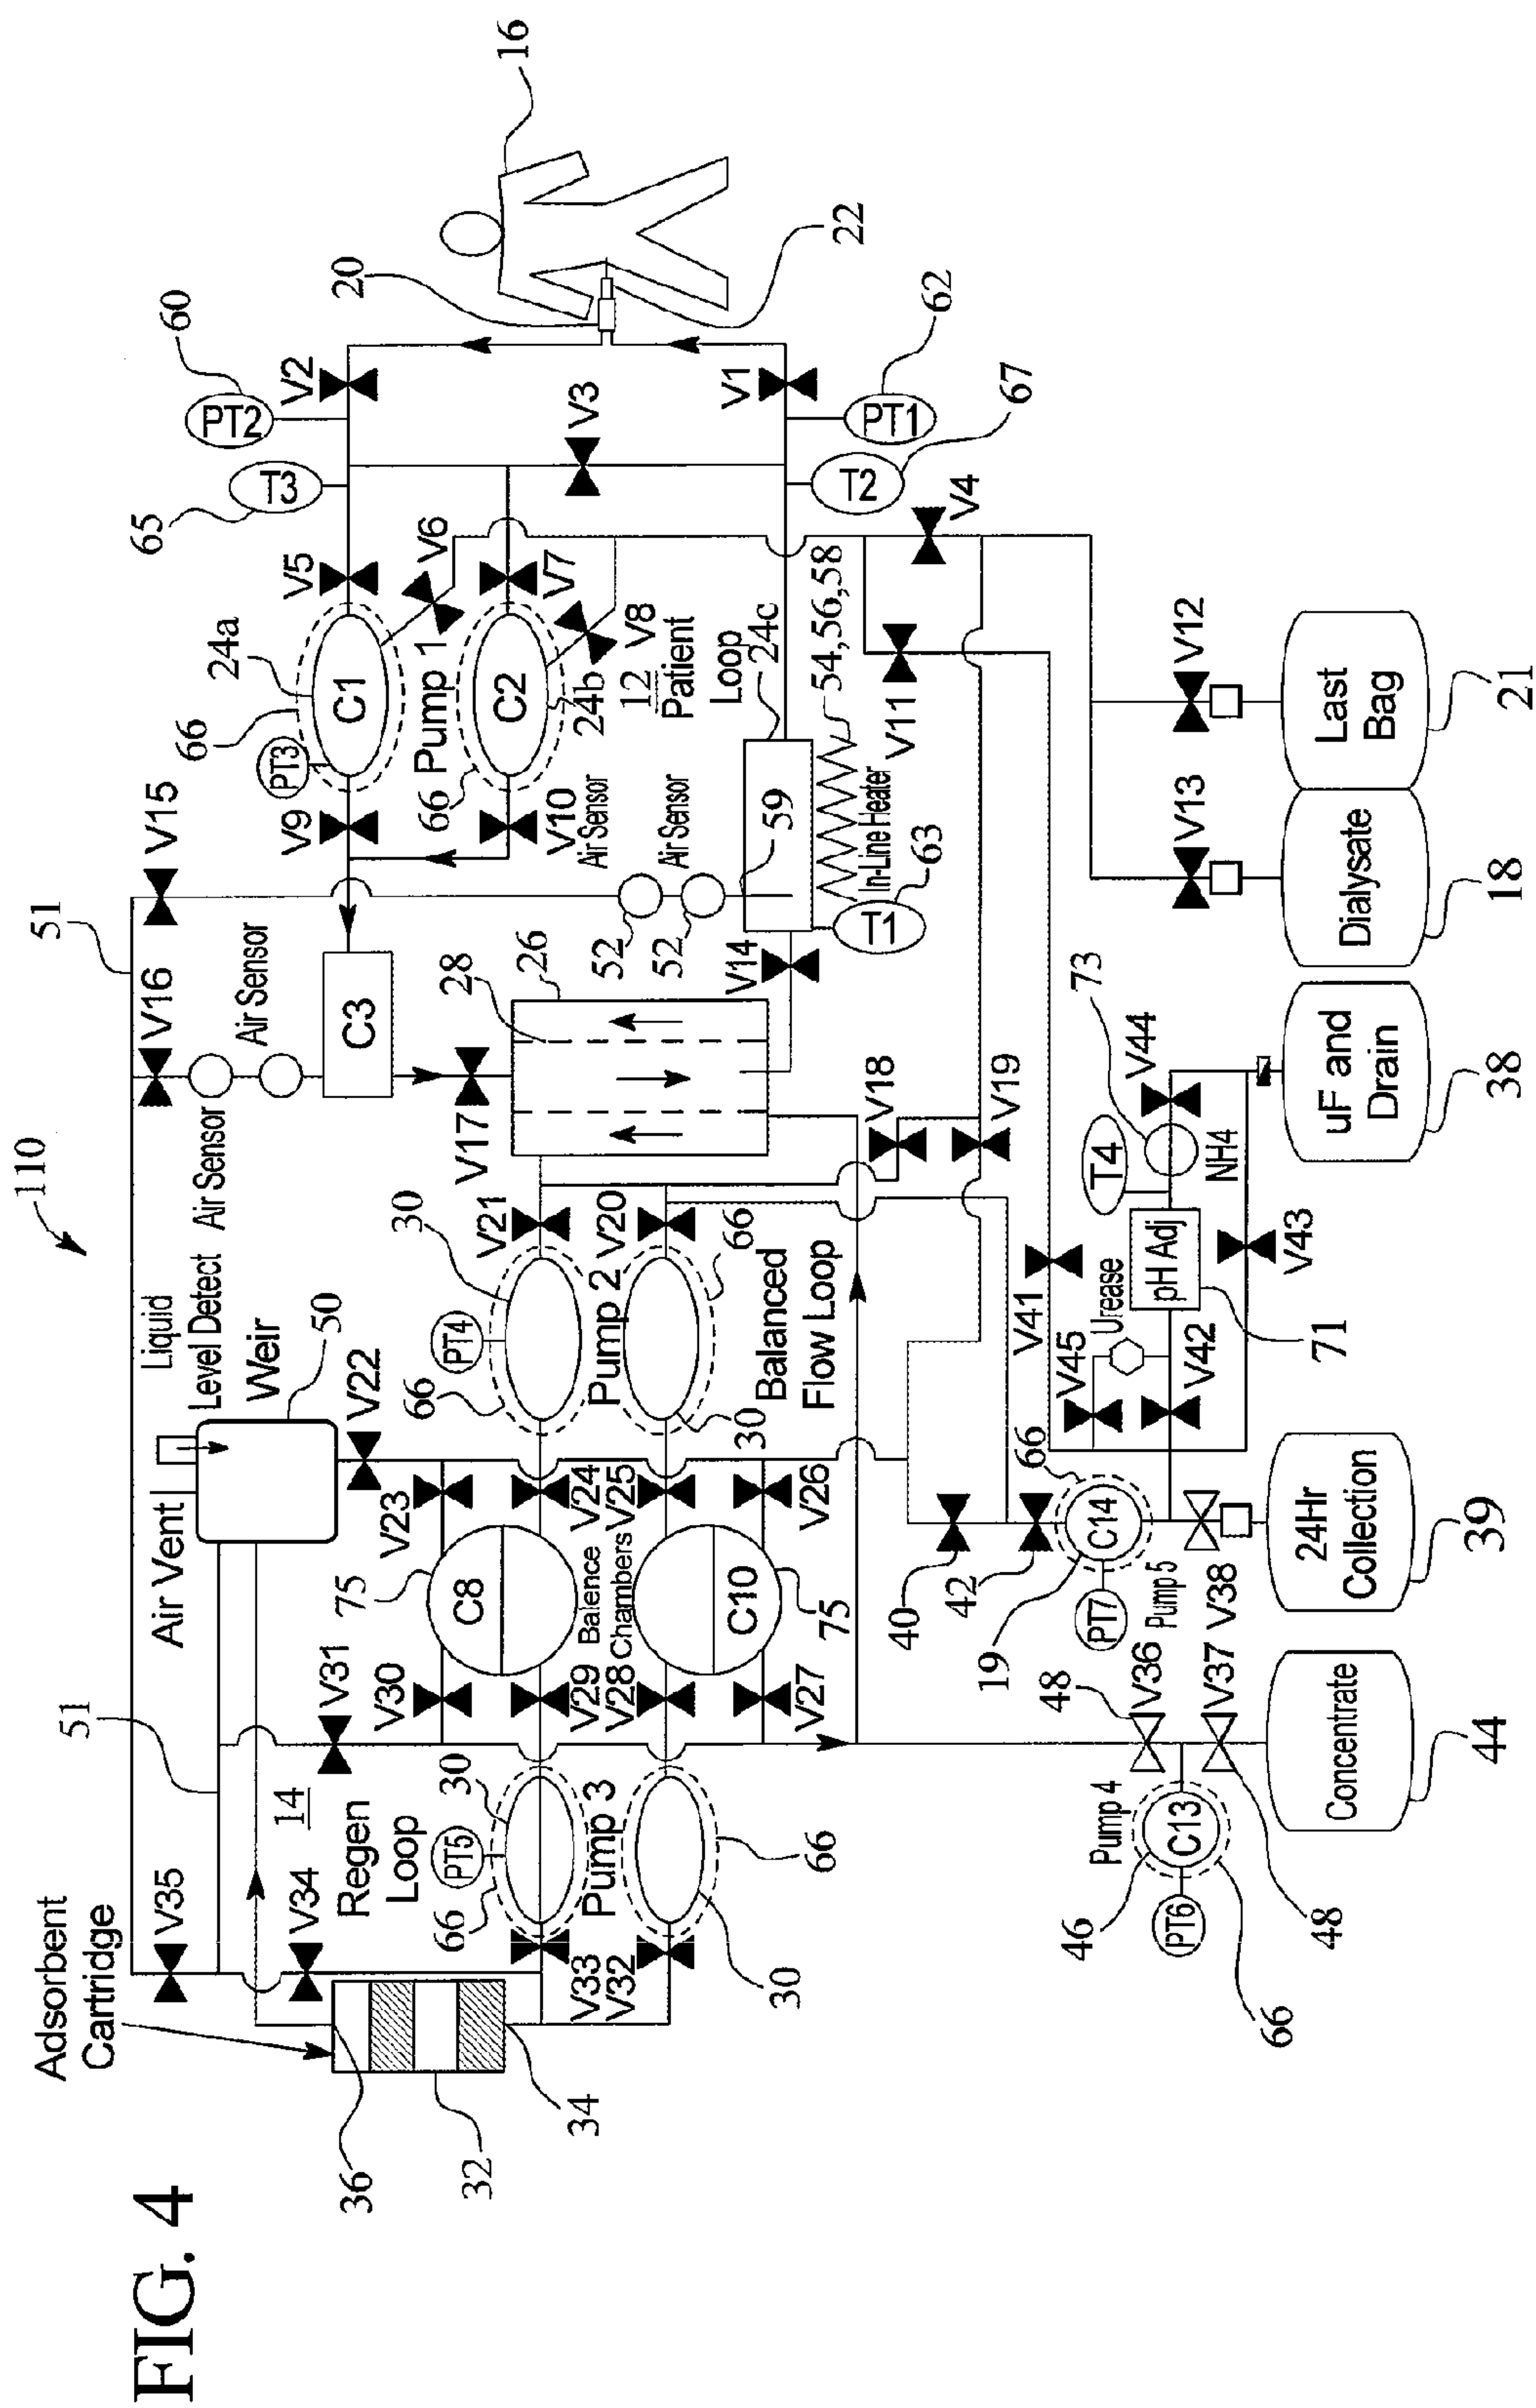 FIG. 4
110
Adsorbent
Cartridge
36
32
34
V35
51
V34
14
Regen
Loop
V31
Air Vent
Weir
50
Liquid
Level Detect
Air Sensor
V22
V16
Air Sensor
51
V15
C3
V17
28
26
52
52
Air Sensor
Air Sensor
V14
59
T1
63
In-Line Heater
54,56,58
24c
V9
V10
PT3
66
24a
C1
Pump 1
66
C2
24b
12
Patient
Loop
V5
V6
V7
V8
65
T3
60
PT2
V2
V3
V1
PT1
62
T2
67
20
22
16
V4
V11
V12
V13
Last
Bag
21
Dialysate
18
uF and
Drain
38
73
V44
NH4
T4
pH Adj
71
V43
Urease
V45
V42
V41
V18
V19
V21
V20
30
PT4
66
Pump 2
66
30
Balanced
Flow Loop
V23
V24
V25
V26
75
C8
Balence
Chambers
C10
75
V30
V29
V28
V27
30
PT5
66
Pump 3
66
30
V33
V32
40
42
66
C14
PT7
19
Pump 5
V38
24Hr
Collection
39
48
V36
V37
48
Pump 4
46
C13
PT6
66
Concentrate
44